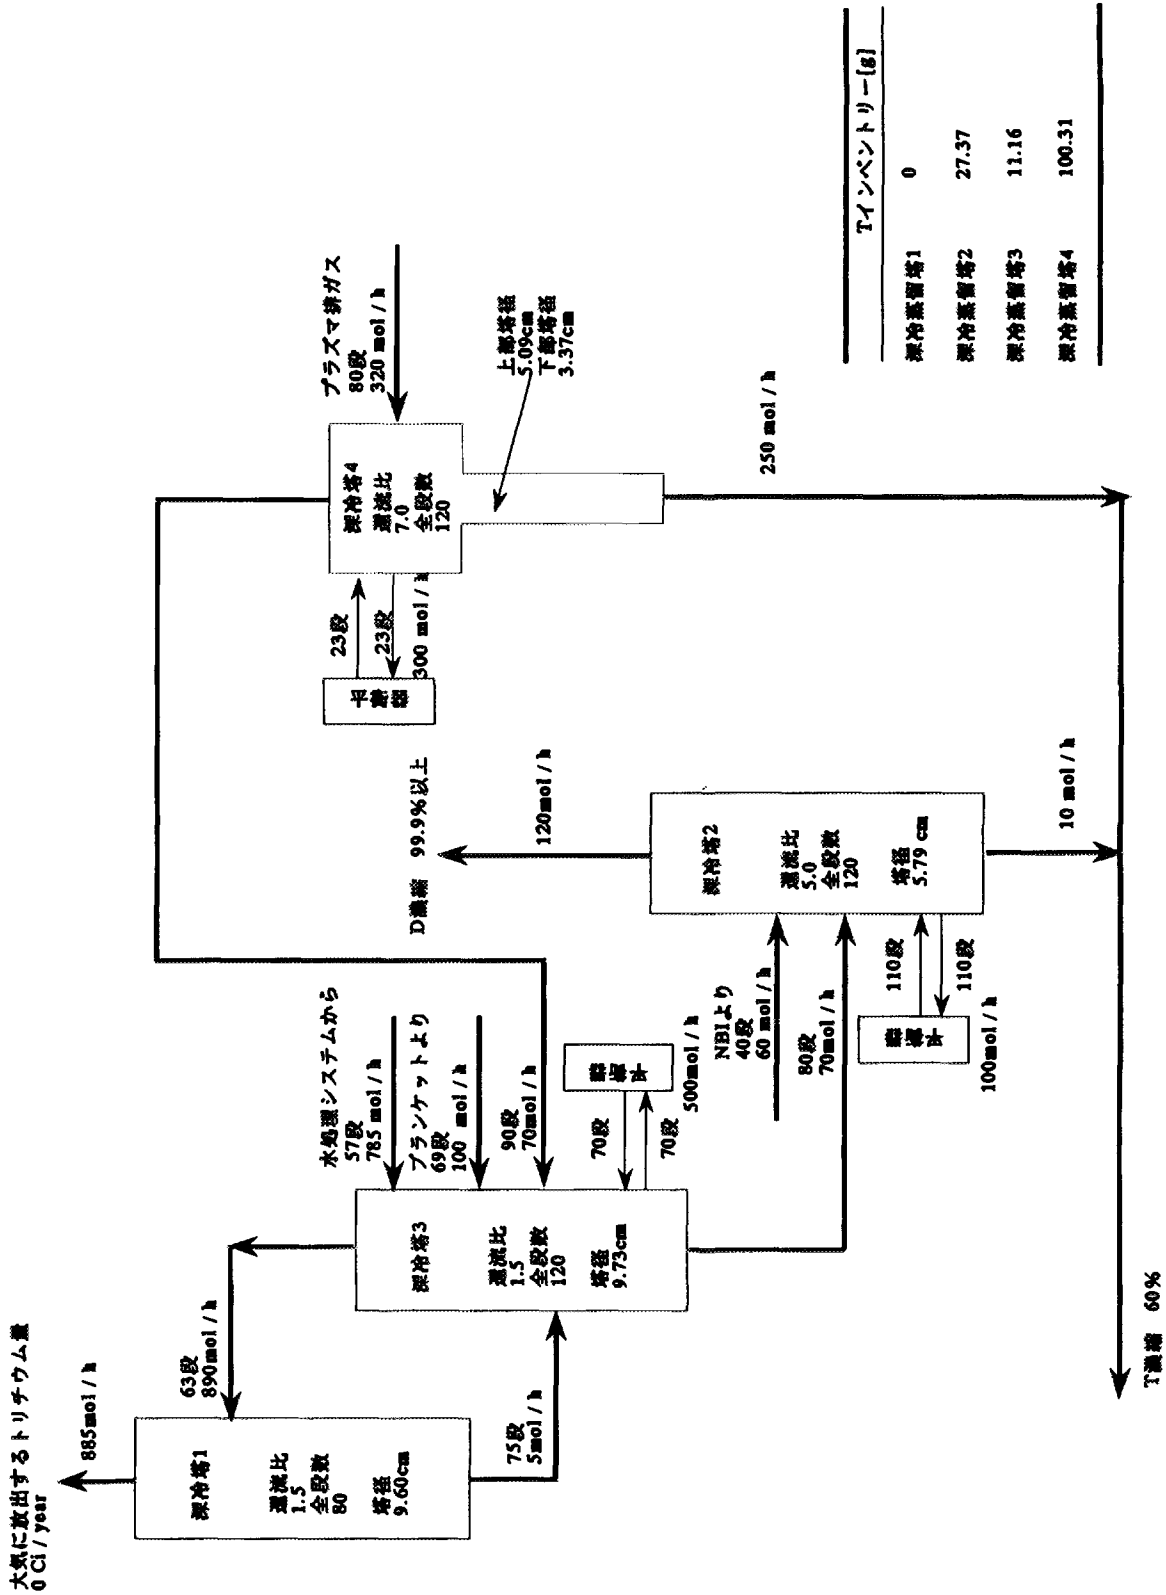 大気に放出するトリチウム量
0 Ci / year
885mol / h
深冷塔1
還流比
1.5
全段数
80
塔径
9.60cm
63段
890mol / h
75段
5mol / h
水処理システムから
57段
785 mol / h
ブランケットより
69段
100 mol / h
90段
70mol / h
深冷塔3
還流比
1.5
全段数
120
塔径
9.73cm
70段
70段
平衡器
500mol / h
D濃縮 99.9%以上
120mol / h
NBIより
40段
60 mol / h
80段
70mol / h
深冷塔2
還流比
5.0
全段数
120
塔径
5.79 cm
110段
110段
平衡器
100mol / h
10 mol / h
プラズマ排ガス
80段
320 mol / h
深冷塔4
還流比
7.0
全段数
120
23段
23段
300 mol / h
平衡器
上部塔径
5.09cm
下部塔径
3.37cm
250 mol / h
T濃縮 60%
Tインベントリー[g]
深冷蒸留塔1 0
深冷蒸留塔2 27.37
深冷蒸留塔3 11.16
深冷蒸留塔4 100.31